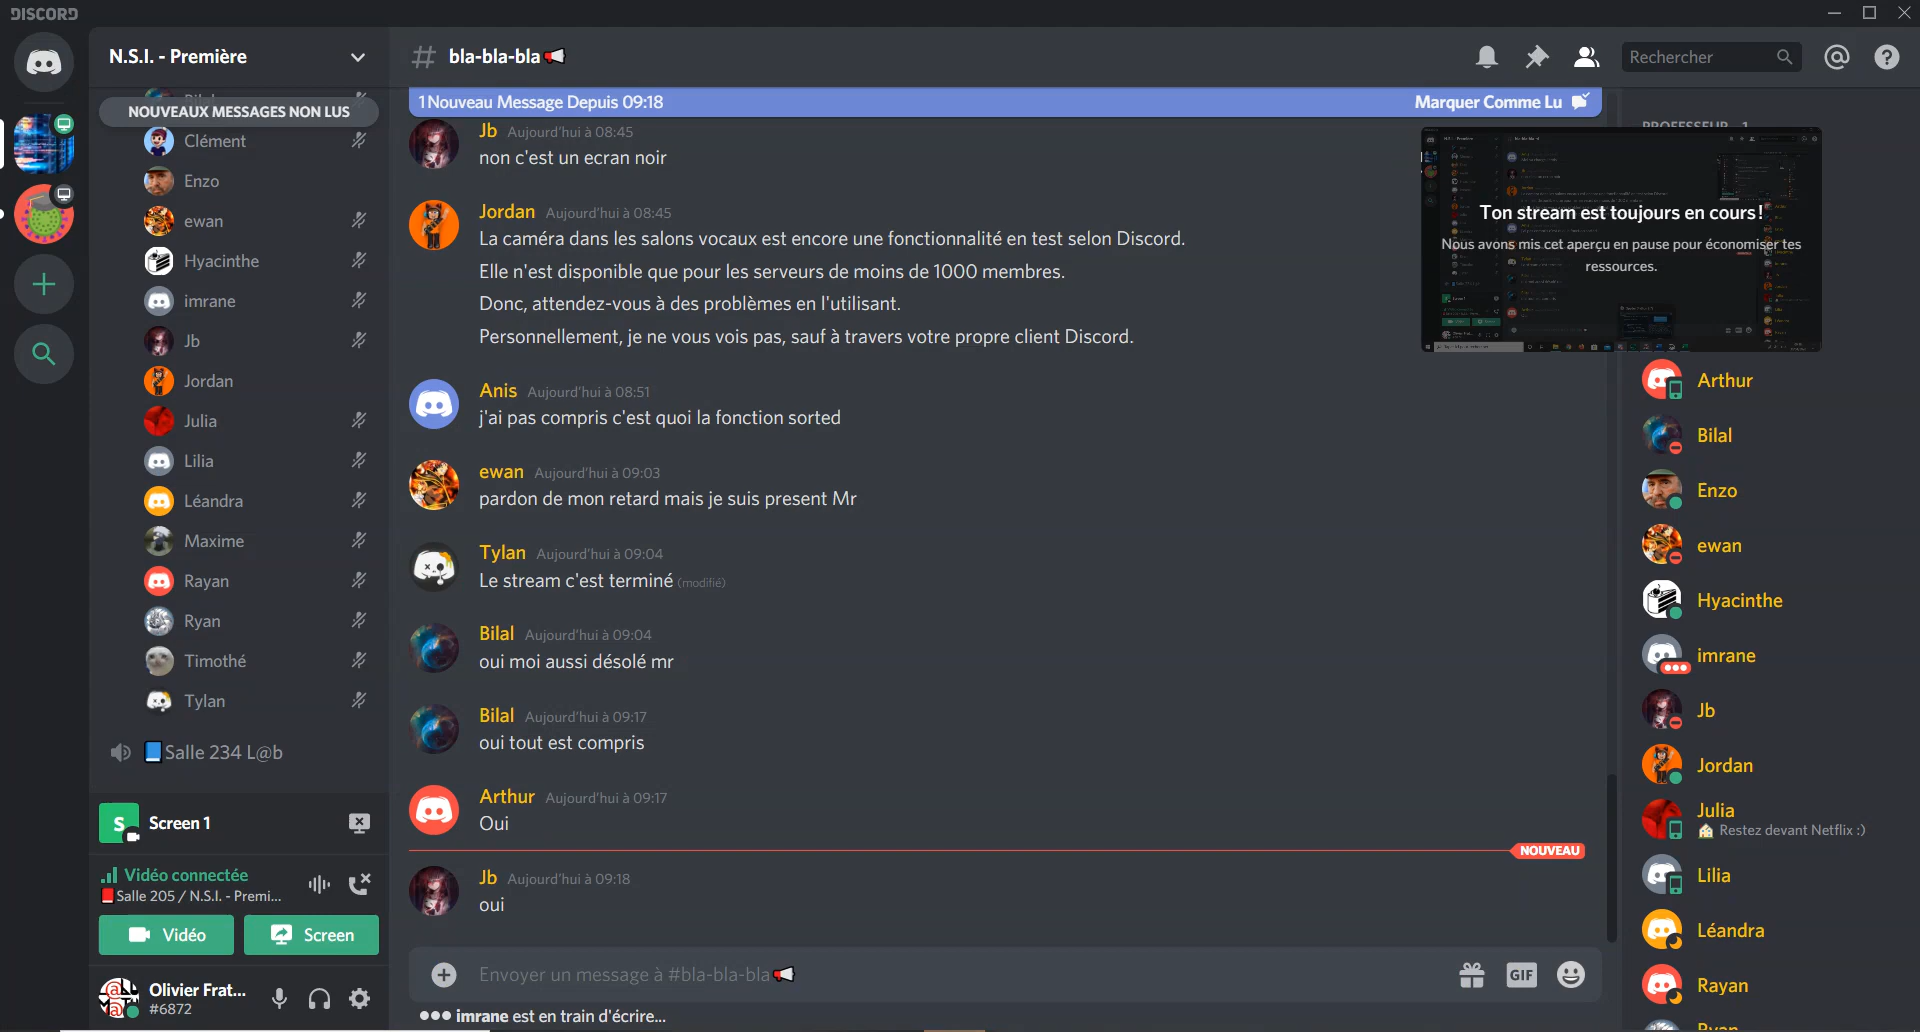 DISCORD
N.S.I. - Première
NOUVEAUX MESSAGES NON LUS
Clément
Enzo
ewan
Hyacinthe
imrane
Jb
Jordan
Julia
Lilia
Léandra
Maxime
Rayan
Ryan
Timothé
Tylan
Salle 234 L@b
S
Screen 1
Vidéo connectée
Salle 205 / N.S.I. - Premi...
Vidéo
Screen
Olivier Frat...
#6872
# bla-bla-bla
Rechercher
1 Nouveau Message Depuis 09:18
Marquer Comme Lu
Jb Aujourd'hui à 08:45
non c'est un ecran noir
Jordan Aujourd'hui à 08:45
La caméra dans les salons vocaux est encore une fonctionnalité en test selon Discord.
Elle n'est disponible que pour les serveurs de moins de 1000 membres.
Donc, attendez-vous à des problèmes en l'utilisant.
Personnellement, je ne vous vois pas, sauf à travers votre propre client Discord.
Anis Aujourd'hui à 08:51
j'ai pas compris c'est quoi la fonction sorted
ewan Aujourd'hui à 09:03
pardon de mon retard mais je suis present Mr
Tylan Aujourd'hui à 09:04
Le stream c'est terminé (modifié)
Bilal Aujourd'hui à 09:04
oui moi aussi désolé mr
Bilal Aujourd'hui à 09:17
oui tout est compris
Arthur Aujourd'hui à 09:17
Oui
NOUVEAU
Jb Aujourd'hui à 09:18
oui
Envoyer un message à #bla-bla-bla
GIF
imrane est en train d'écrire...
PROFESSEUR—1
Ton stream est toujours en cours!
Nous avons mis cet aperçu en pause pour économiser tes
ressources.
Arthur
Bilal
Enzo
ewan
Hyacinthe
imrane
Jb
Jordan
Julia
Restez devant Netflix :)
Lilia
Léandra
Rayan
Ryan